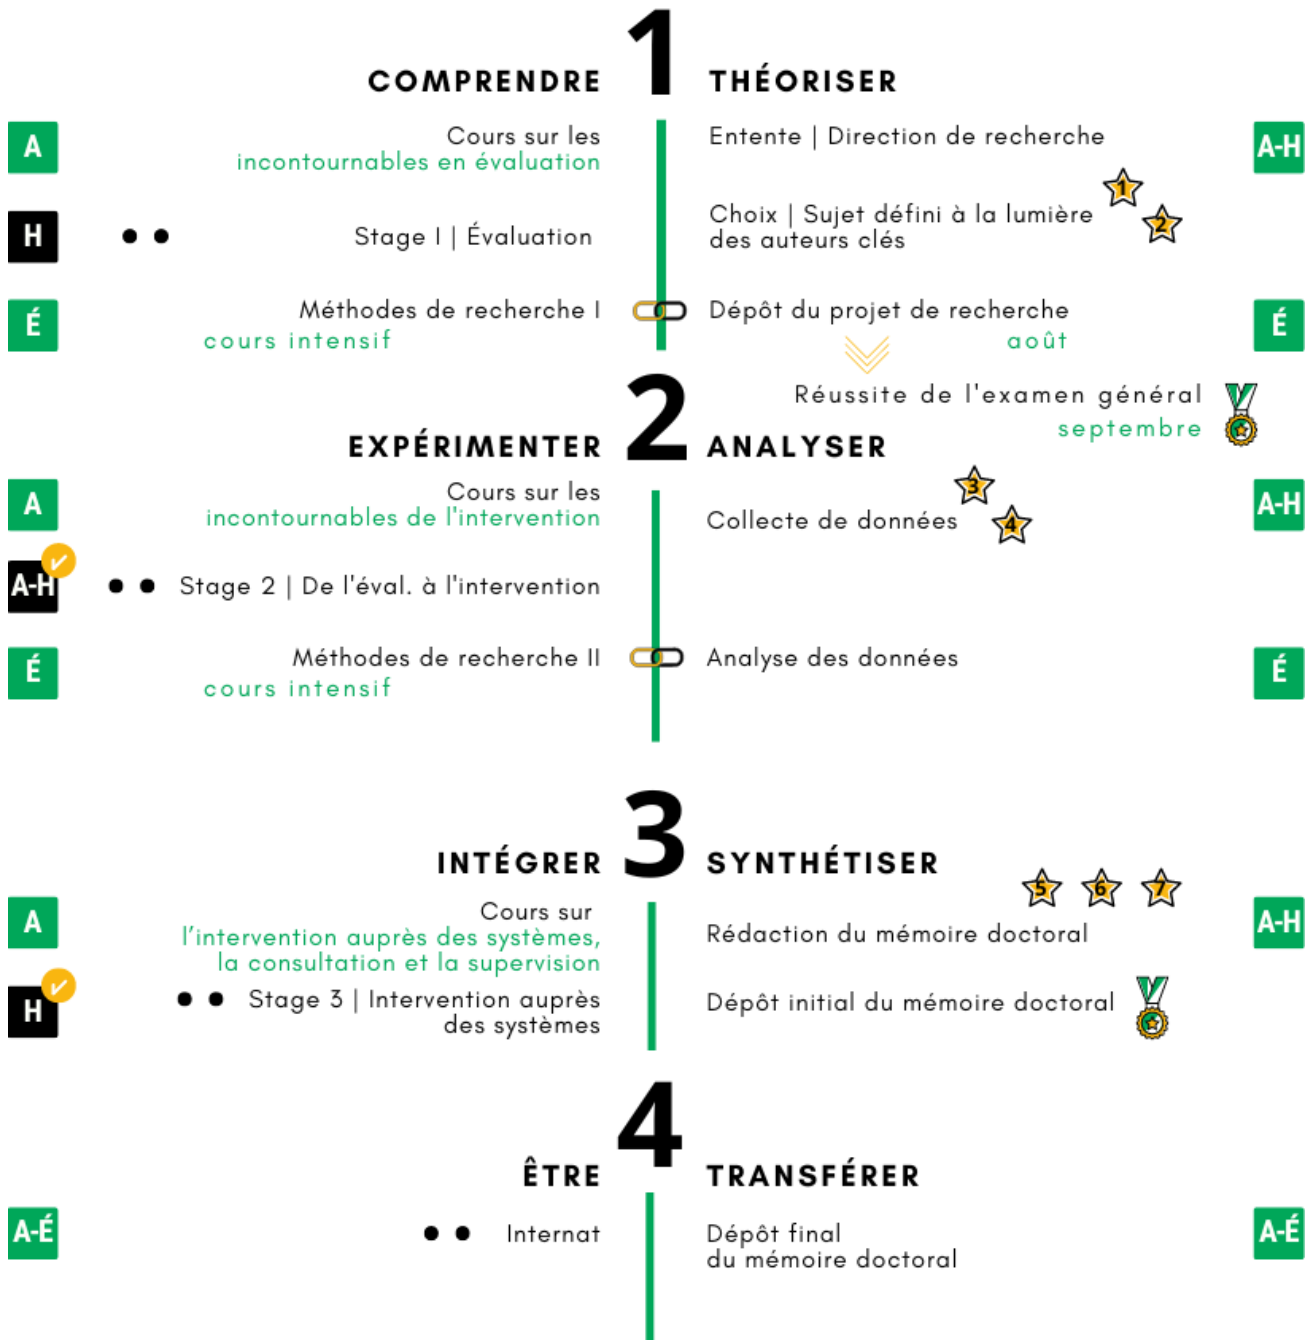 1
COMPRENDRE
THÉORISER
A
Cours sur les
incontournables en évaluation
Entente | Direction de recherche
A-H
1
H
Stage I | Évaluation
Choix | Sujet défini à la lumière
des auteurs clés
2
É
Méthodes de recherche I
cours intensif
Dépôt du projet de recherche
août
É
Réussite de l'examen général
septembre
2
EXPÉRIMENTER
ANALYSER
A
Cours sur les
incontournables de l'intervention
3
Collecte de données
4
A-H
A-H
Stage 2 | De l'éval. à l'intervention
É
Méthodes de recherche II
cours intensif
Analyse des données
É
3
INTÉGRER
SYNTHÉTISER
5 6 7
A
Cours sur
l'intervention auprès des systèmes,
la consultation et la supervision
Rédaction du mémoire doctoral
A-H
H
Stage 3 | Intervention auprès
des systèmes
Dépôt initial du mémoire doctoral
4
ÊTRE
TRANSFÉRER
A-É
Internat
Dépôt final
du mémoire doctoral
A-É